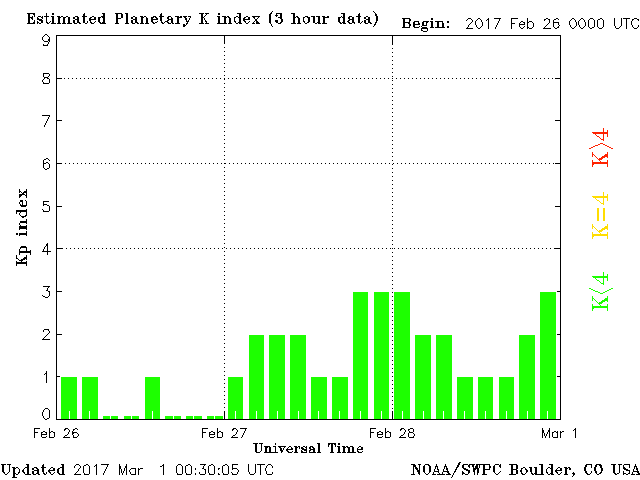 Estimated Planetary K index (3 hour data) Begin: 2017 Feb 26 0000 UTC
9
8
7
6
5
4
3
2
1
0
Kp index
K>4
K=4
K<4
Feb 26 Feb 27 Feb 28 Mar 1
Universal Time
Updated 2017 Mar 1 00:30:05 UTC NOAA/SWPC Boulder, CO USA